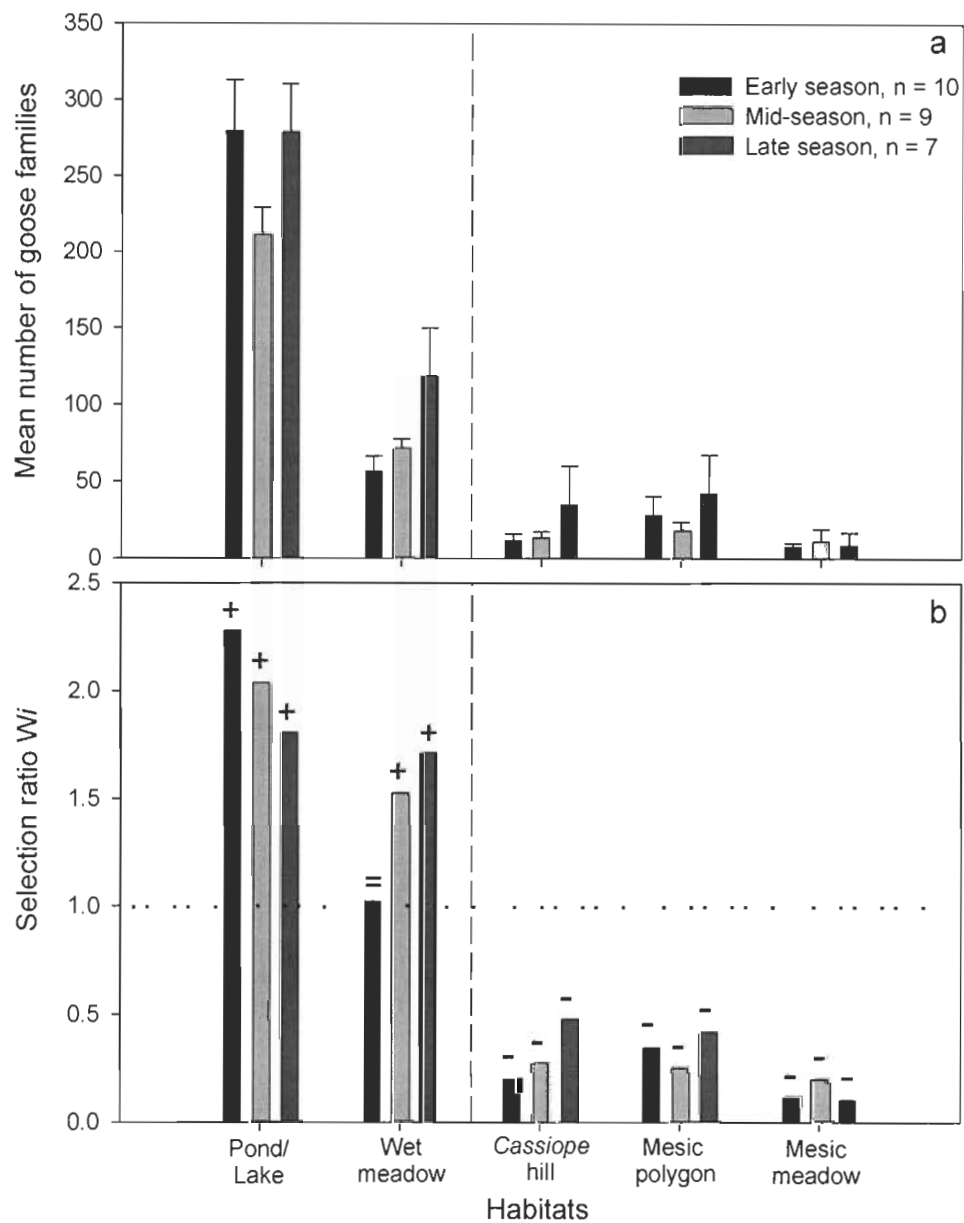 a
Early season, n = 10
Mid-season, n = 9
Late season, n = 7
Mean number of goose families
350
300
250
200
150
100
50
0
b
Selection ratio Wi
2.5
2.0
1.5
1.0
0.5
0.0
+
+
+
=
+
+
-
-
-
-
-
-
-
-
-
Pond/
Lake
Wet
meadow
Cassiope
hill
Mesic
polygon
Mesic
meadow
Habitats